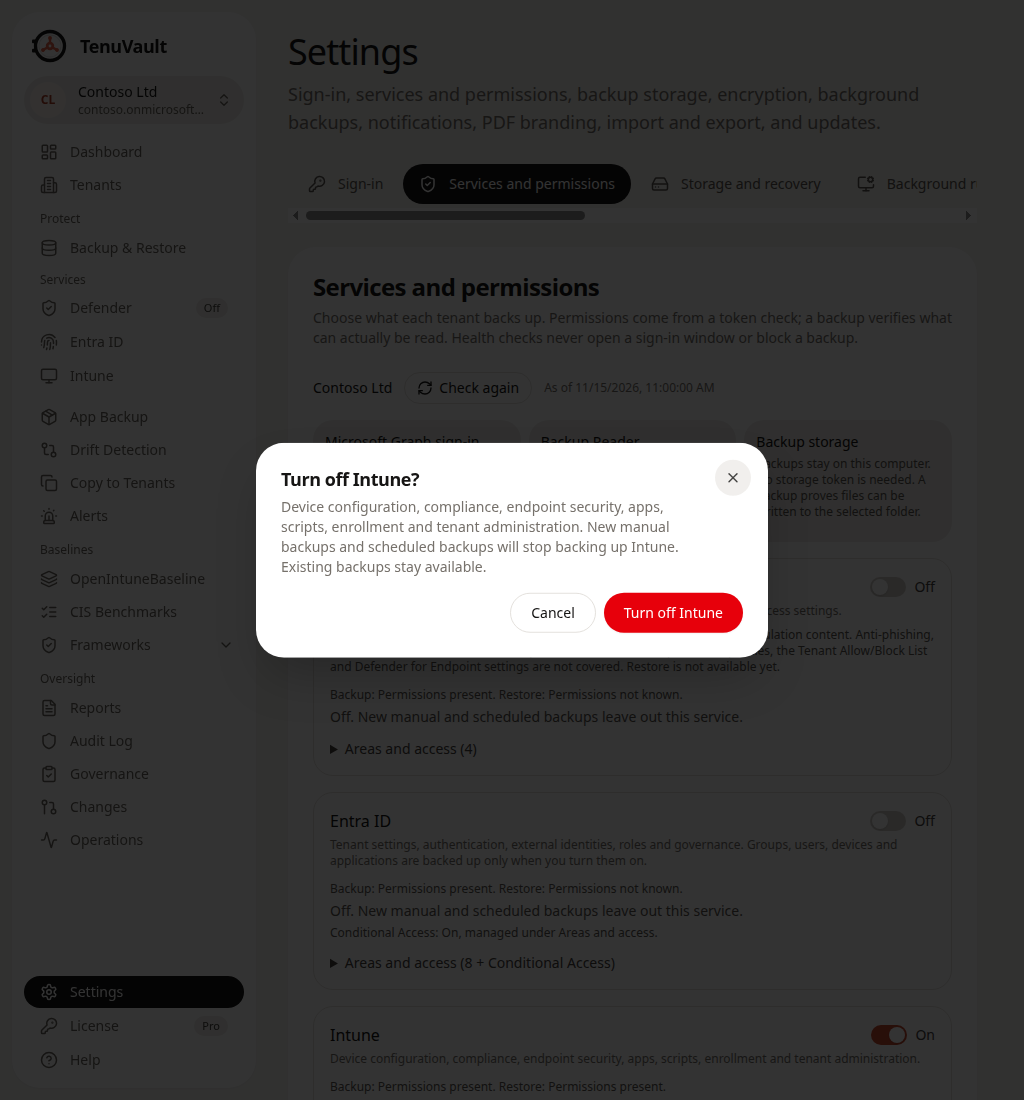 TenuVault
CL
Contoso Ltd
contoso.onmicrosoft...
Dashboard
Tenants
Protect
Backup & Restore
Services
Defender
Off
Entra ID
Intune
App Backup
Drift Detection
Copy to Tenants
Alerts
Baselines
OpenIntuneBaseline
CIS Benchmarks
Frameworks
Oversight
Reports
Audit Log
Governance
Changes
Operations
Settings
License
Pro
Help
Settings
Sign-in, services and permissions, backup storage, encryption, background
backups, notifications, PDF branding, import and export, and updates.
Sign-in
Services and permissions
Storage and recovery
Background r
Services and permissions
Choose what each tenant backs up. Permissions come from a token check; a backup verifies what
can actually be read. Health checks never open a sign-in window or block a backup.
Contoso Ltd
Check again
As of 11/15/2026, 11:00:00 AM
Microsoft Graph sign-in
Backup Reader
Backup storage
ckups stay on this computer.
storage token is needed. A
ckup proves files can be
itten to the selected folder.
Turn off Intune?
Device configuration, compliance, endpoint security, apps,
scripts, enrollment and tenant administration. New manual
backups and scheduled backups will stop backing up Intune.
Existing backups stay available.
Cancel
Turn off Intune
Off
cess settings.
lation content. Anti-phishing,
es, the Tenant Allow/Block List
and Defender for Endpoint settings are not covered. Restore is not available yet.
Backup: Permissions present. Restore: Permissions not known.
Off. New manual and scheduled backups leave out this service.
Areas and access (4)
Entra ID
Off
Tenant settings, authentication, external identities, roles and governance. Groups, users, devices and
applications are backed up only when you turn them on.
Backup: Permissions present. Restore: Permissions not known.
Off. New manual and scheduled backups leave out this service.
Conditional Access: On, managed under Areas and access.
Areas and access (8 + Conditional Access)
Intune
On
Device configuration, compliance, endpoint security, apps, scripts, enrollment and tenant administration.
Backup: Permissions present. Restore: Permissions present.